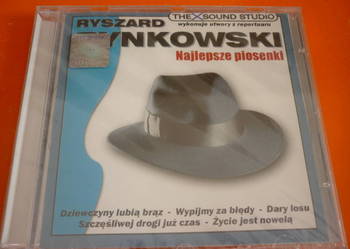 RYSZARD
THE X SOUND STUDIO
wykonuje utwory z repertuaru
YNKOWSKI
Najlepsze piosenki
Dziewczyny lubią brąz - Wypijmy za błędy - Dary losu
Szczęśliwej drogi już czas - Życie jest nowelą